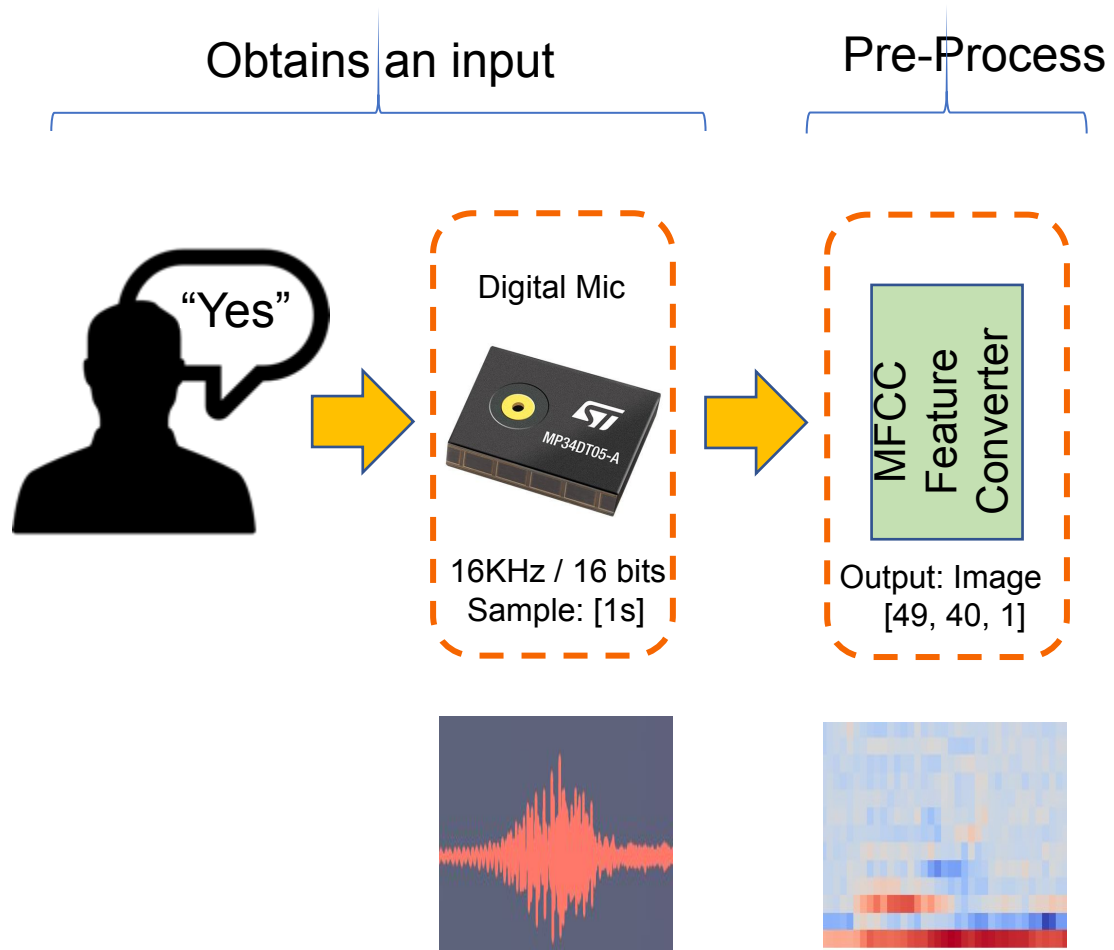 Obtains an input
Pre-Process
“Yes”
Digital Mic
ST
MP34DT05-A
16KHz / 16 bits
Sample: [1s]
MFCC
Feature
Converter
Output: Image
[49, 40, 1]